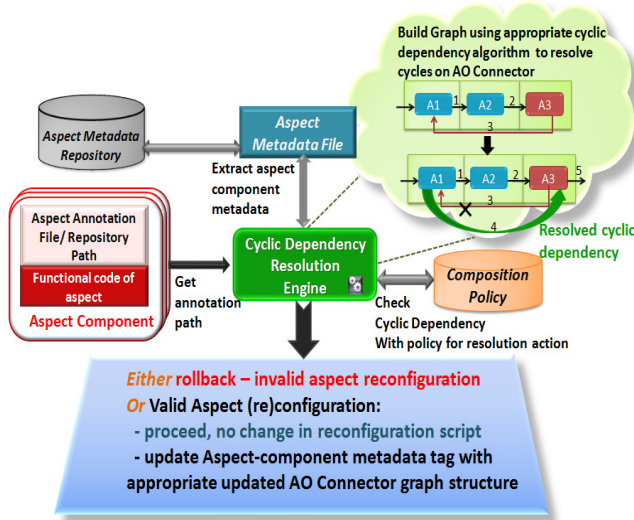 Build Graph using appropriate cyclic
dependency algorithm to resolve
cycles on AO Connector
A1 1 A2 2 A3
3
A1 1 A2 2 A3 5
3
4
Resolved cyclic
dependency
Aspect Metadata
Repository
Aspect
Metadata File
Extract aspect
component
metadata
Aspect Annotation
File/ Repository
Path
Functional code of
aspect
Aspect Component
Get
annotation
path
Cyclic Dependency
Resolution
Engine
Composition
Policy
Check
Cyclic Dependency
With policy for resolution action
Either rollback – invalid aspect reconfiguration
Or Valid Aspect (re)configuration:
- proceed, no change in reconfiguration script
- update Aspect-component metadata tag with
appropriate updated AO Connector graph structure